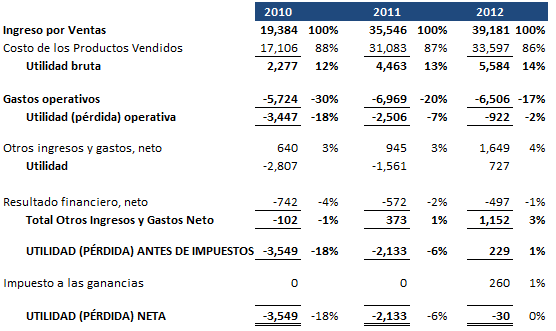 2010 2011 2012
Ingreso por Ventas 19,384 100% 35,546 100% 39,181 100%
Costo de los Productos Vendidos 17,106 88% 31,083 87% 33,597 86%
Utilidad bruta 2,277 12% 4,463 13% 5,584 14%
Gastos operativos -5,724 -30% -6,969 -20% -6,506 -17%
Utilidad (pérdida) operativa -3,447 -18% -2,506 -7% -922 -2%
Otros ingresos y gastos, neto 640 3% 945 3% 1,649 4%
Utilidad -2,807 -1,561 727
Resultado financiero, neto -742 -4% -572 -2% -497 -1%
Total Otros Ingresos y Gastos Neto -102 -1% 373 1% 1,152 3%
UTILIDAD (PÉRDIDA) ANTES DE IMPUESTOS -3,549 -18% -2,133 -6% 229 1%
Impuesto a las ganancias 0 0 260 1%
UTILIDAD (PÉRDIDA) NETA -3,549 -18% -2,133 -6% -30 0%